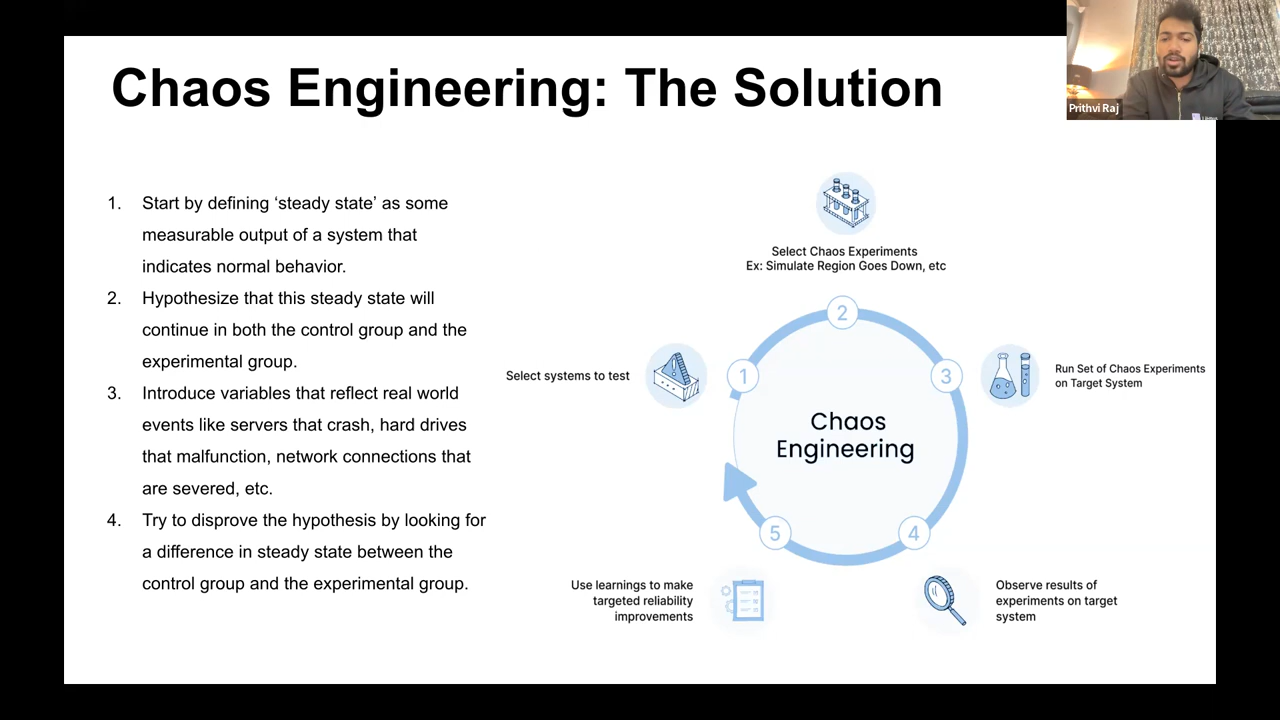 Chaos Engineering: The Solution
Prithvi Raj
1. Start by defining ‘steady state’ as some
measurable output of a system that
indicates normal behavior.
2. Hypothesize that this steady state will
continue in both the control group and the
experimental group.
3. Introduce variables that reflect real world
events like servers that crash, hard drives
that malfunction, network connections that
are severed, etc.
4. Try to disprove the hypothesis by looking for
a difference in steady state between the
control group and the experimental group.
Select Chaos Experiments
Ex: Simulate Region Goes Down, etc
2
Select systems to test
1
3
Run Set of Chaos Experiments
on Target System
Chaos
Engineering
5
4
Use learnings to make
targeted reliability
improvements
Observe results of
experiments on target
system